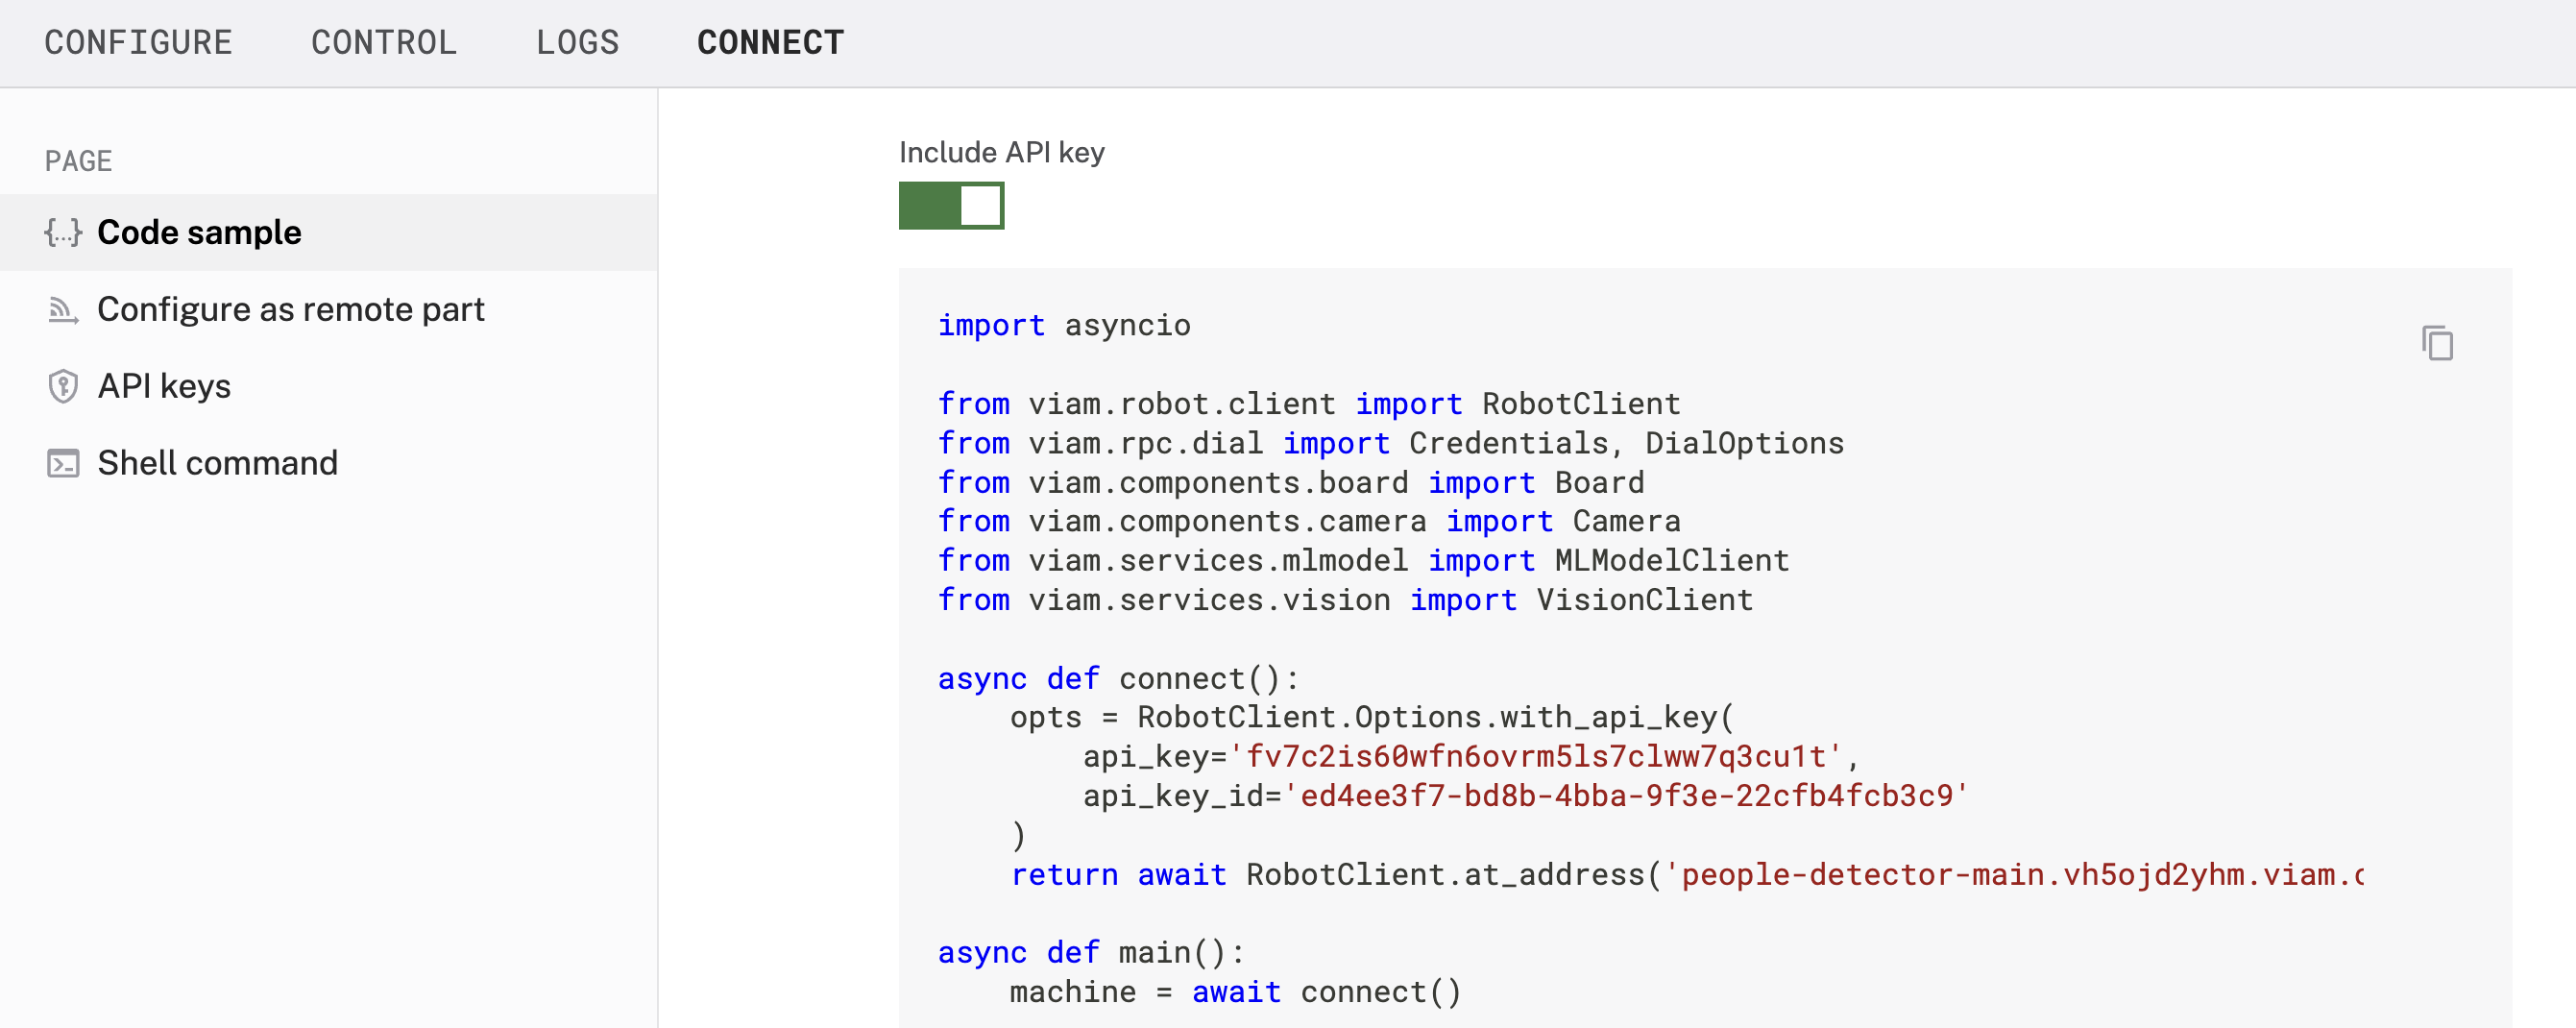 CONFIGURE CONTROL LOGS CONNECT
PAGE
{...} Code sample
Configure as remote part
API keys
Shell command
Include API key
import asyncio
from viam.robot.client import RobotClient
from viam.rpc.dial import Credentials, DialOptions
from viam.components.board import Board
from viam.components.camera import Camera
from viam.services.mlmodel import MLModelClient
from viam.services.vision import VisionClient
async def connect():
    opts = RobotClient.Options.with_api_key(
        api_key='fv7c2is60wfn6ovrm5ls7clww7q3cu1t',
        api_key_id='ed4ee3f7-bd8b-4bba-9f3e-22cfb4fcb3c9'
    )
    return await RobotClient.at_address('people-detector-main.vh5ojd2yhm.viam.c
async def main():
    machine = await connect()